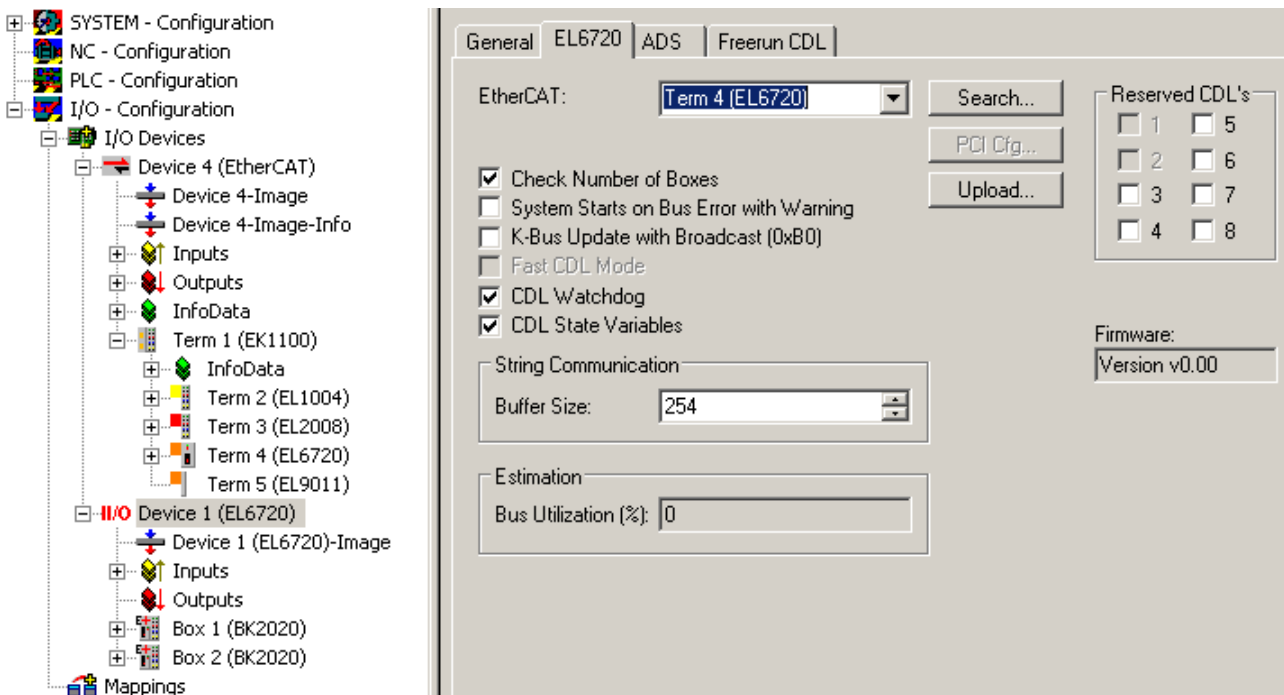 SYSTEM - Configuration
NC - Configuration
PLC - Configuration
I/O - Configuration
I/O Devices
Device 4 (EtherCAT)
Device 4-Image
Device 4-Image-Info
Inputs
Outputs
InfoData
Term 1 (EK1100)
InfoData
Term 2 (EL1004)
Term 3 (EL2008)
Term 4 (EL6720)
Term 5 (EL9011)
II/O Device 1 (EL6720)
Device 1 (EL6720)-Image
Inputs
Outputs
Box 1 (BK2020)
Box 2 (BK2020)
Mappings
General EL6720 ADS Freerun CDL
EtherCAT: Term 4 (EL6720) Search...
PCI Cfg...
Upload...
Check Number of Boxes
System Starts on Bus Error with Warning
K-Bus Update with Broadcast (0xB0)
Fast CDL Mode
CDL Watchdog
CDL State Variables
String Communication
Buffer Size: 254
Estimation
Bus Utilization (%): 0
Reserved CDL's
1 5
2 6
3 7
4 8
Firmware:
Version v0.00